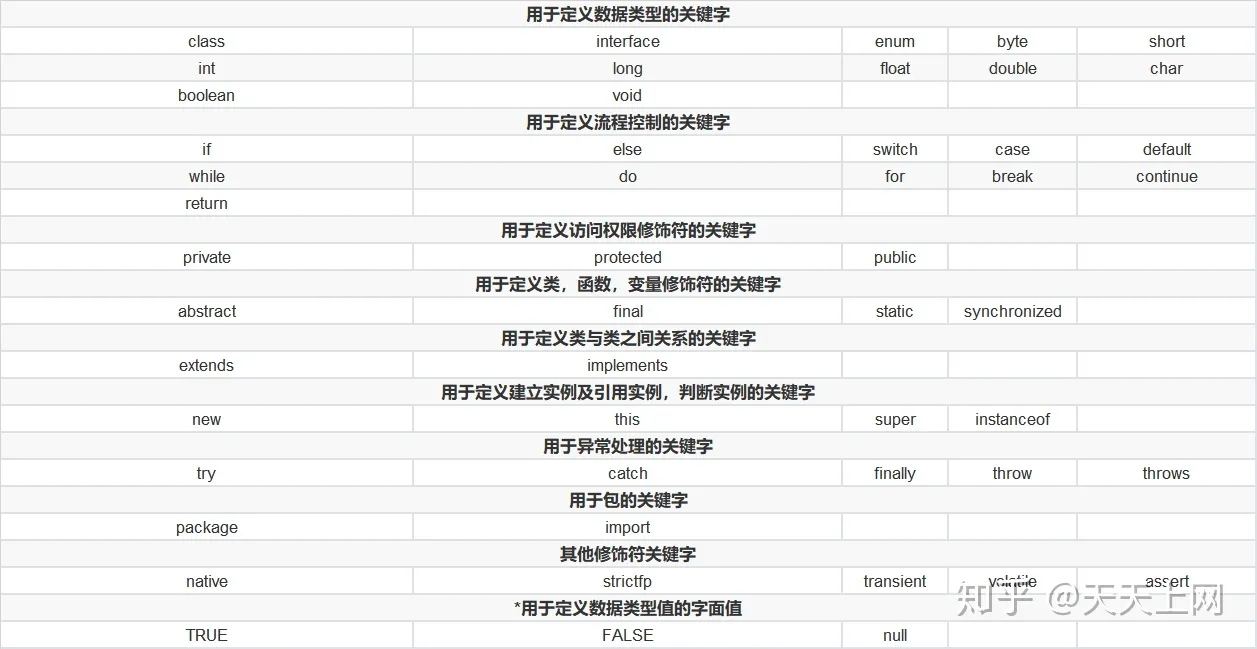 用于定义数据类型的关键字
class interface enum byte short
int long float double char
boolean void
用于定义流程控制的关键字
if else switch case default
while do for break continue
return
用于定义访问权限修饰符的关键字
private protected public
用于定义类，函数，变量修饰符的关键字
abstract final static synchronized
用于定义类与类之间关系的关键字
extends implements
用于定义建立实例及引用实例，判断实例的关键字
new this super instanceof
用于异常处理的关键字
try catch finally throw throws
用于包的关键字
package import
其他修饰符关键字
native strictfp transient volatile assert
知乎 @天天上网
*用于定义数据类型值的字面值
TRUE FALSE null